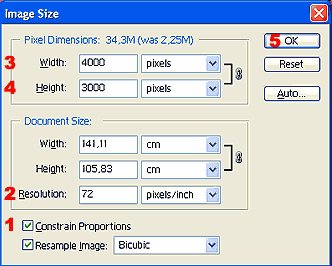 Image Size
Pixel Dimensions: 34,3M (was 2,25M)
3 Width: 4000 pixels
4 Height: 3000 pixels
5 OK
Reset
Auto...
Document Size:
Width: 141,11 cm
Height: 105,83 cm
2 Resolution: 72 pixels/inch
1 Constrain Proportions
Resample Image: Bicubic